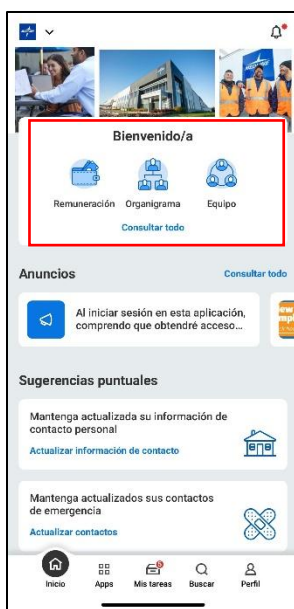 Bienvenido/a
Remuneración Organigrama Equipo
Consultar todo
Anuncios Consultar todo
Al iniciar sesión en esta aplicación,
comprendo que obtendré acceso...
Sugerencias puntuales
Mantenga actualizada su información de
contacto personal
Actualizar información de contacto
Mantenga actualizados sus contactos
de emergencia
Actualizar contactos
Inicio Apps Mis tareas Buscar Perfil